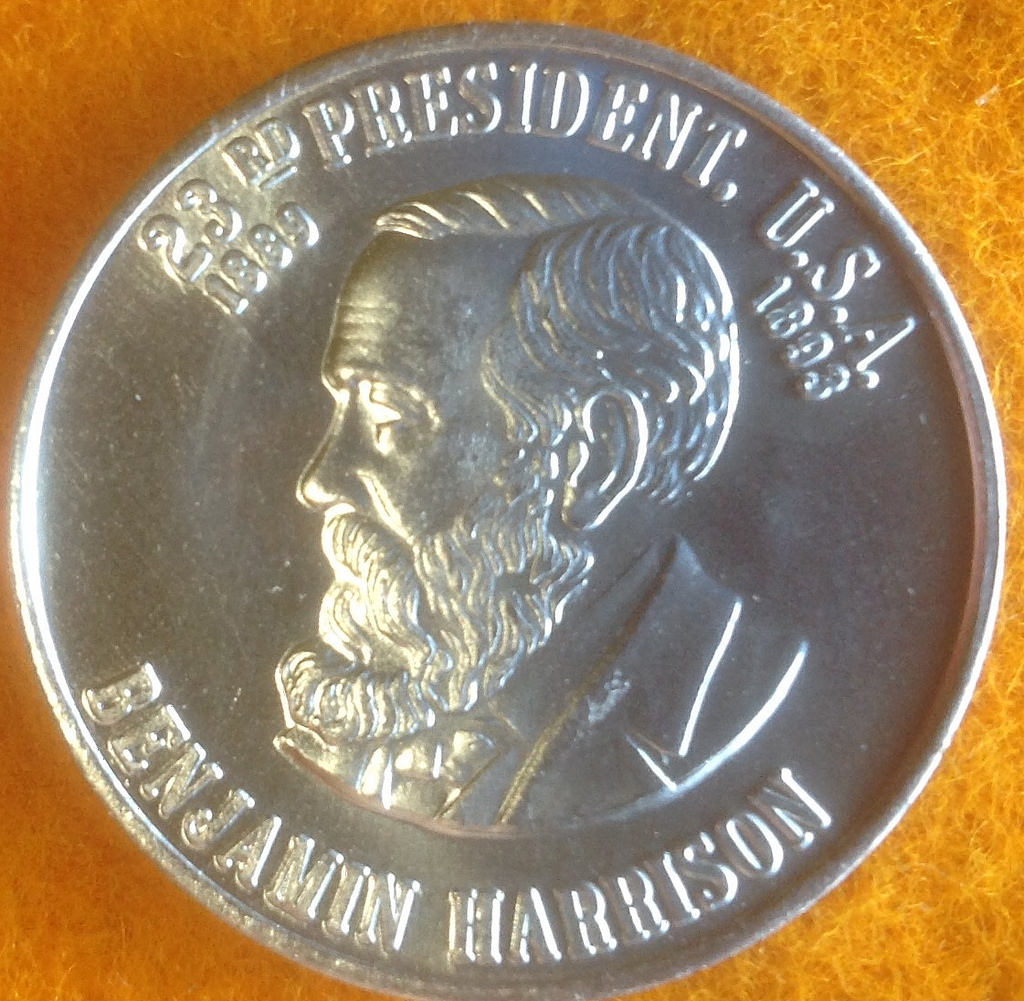 23RD PRESIDENT, U.S.A.
1889 1893
BENJAMIN HARRISON